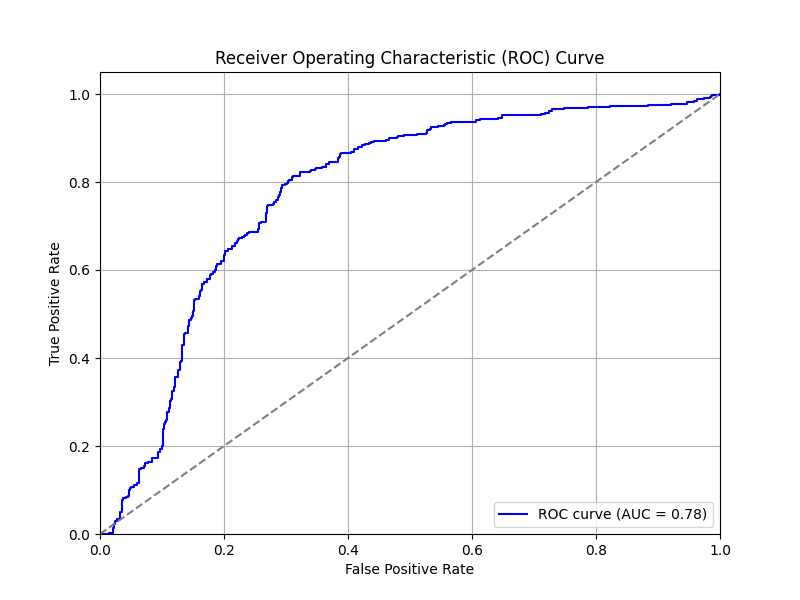 Receiver Operating Characteristic (ROC) Curve
True Positive Rate
1.0
0.8
0.6
0.4
0.2
0.0
0.0 0.2 0.4 0.6 0.8 1.0
False Positive Rate
ROC curve (AUC = 0.78)